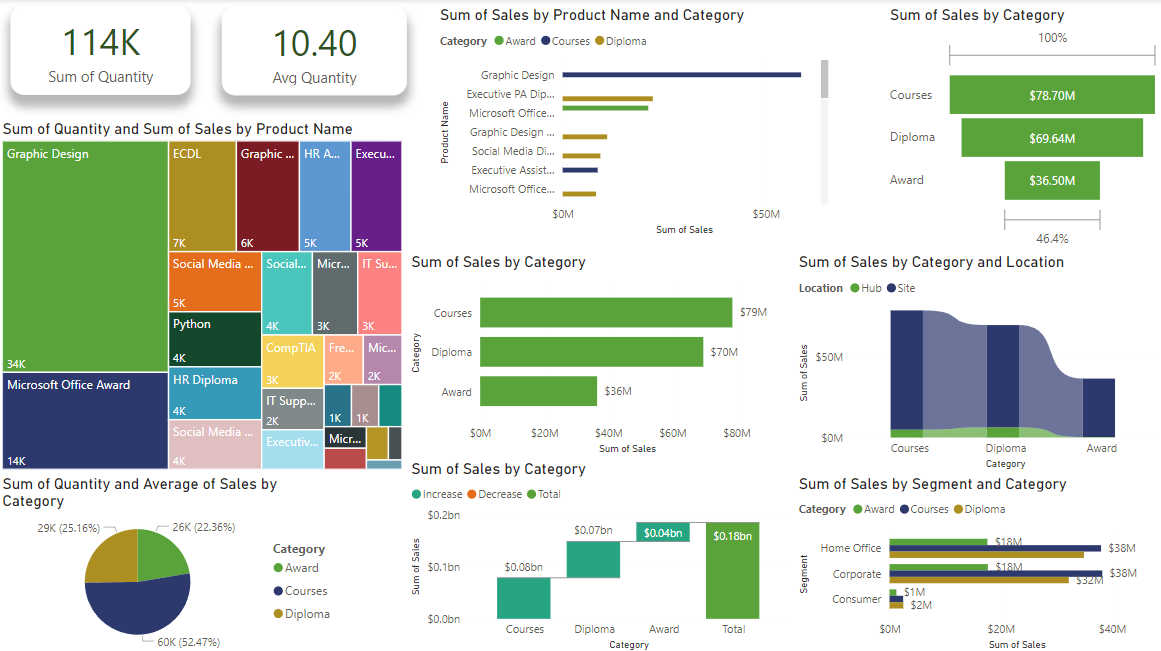 114K
Sum of Quantity
10.40
Avg Quantity
Sum of Quantity and Sum of Sales by Product Name
Graphic Design
34K
Microsoft Office Award
14K
ECDL
7K
Graphic ...
6K
HR A...
5K
Execu...
5K
Social Media ...
5K
Python
4K
HR Diploma
4K
Social Media ...
4K
Social...
4K
Micr...
3K
IT Su...
3K
CompTIA
3K
Fre...
2K
Mic...
2K
IT Supp...
2K
Executiv...
1K
1K
Micr...
Sum of Quantity and Average of Sales by
Category
29K (25.16%)
26K (22.36%)
60K (52.47%)
Category
Award
Courses
Diploma
Sum of Sales by Product Name and Category
Category Award Courses Diploma
Product Name
Graphic Design
Executive PA Dip...
Microsoft Office...
Graphic Design ...
Social Media Di...
Executive Assist...
Microsoft Office...
$0M $50M
Sum of Sales
Sum of Sales by Category
Category
Courses $79M
Diploma $70M
Award $36M
$0M $20M $40M $60M $80M
Sum of Sales
Sum of Sales by Category
Increase Decrease Total
Sum of Sales
$0.2bn
$0.1bn
$0.0bn
$0.08bn
$0.07bn
$0.04bn
$0.18bn
Courses Diploma Award Total
Category
Sum of Sales by Category
100%
Courses $78.70M
Diploma $69.64M
Award $36.50M
46.4%
Sum of Sales by Category and Location
Location Hub Site
Sum of Sales
$50M
$0M
Courses Diploma Award
Category
Sum of Sales by Segment and Category
Category Award Courses Diploma
Segment
Home Office
$18M
$38M
Corporate
$18M
$38M
$32M
Consumer
$1M
$2M
$0M $20M $40M
Sum of Sales